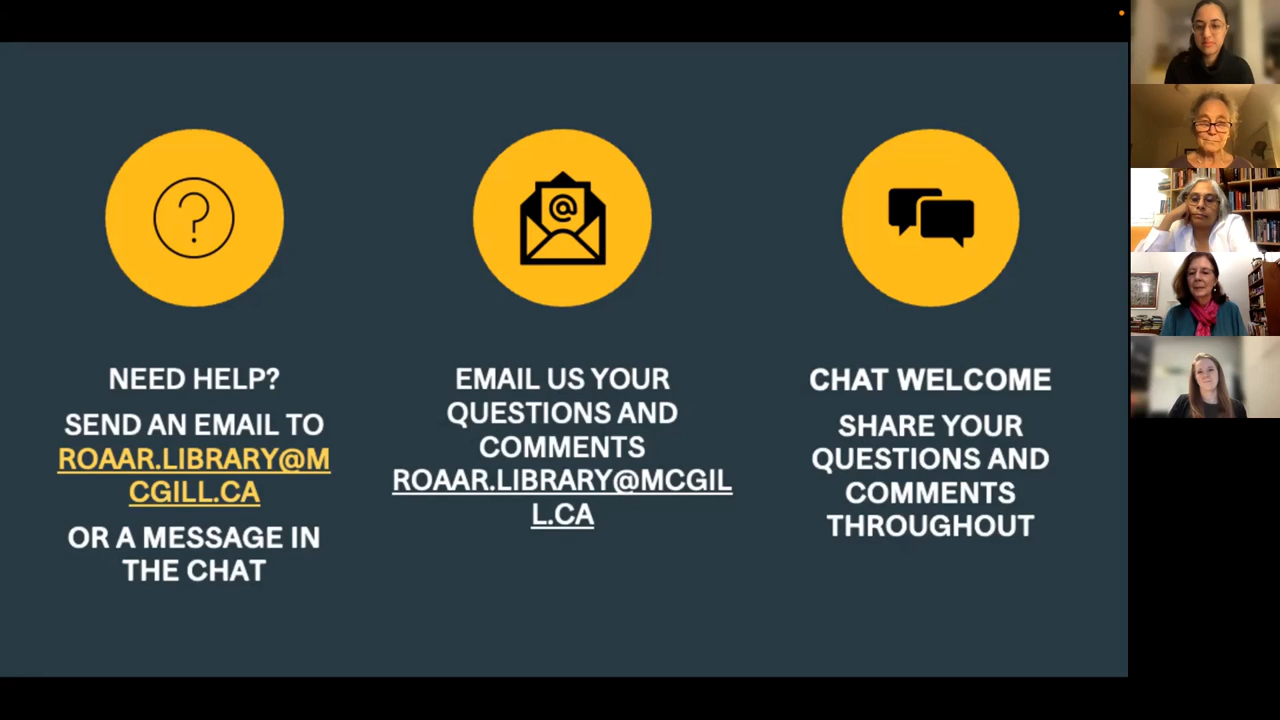 NEED HELP?
SEND AN EMAIL TO
ROAAR.LIBRARY@M
CGILL.CA
OR A MESSAGE IN
THE CHAT
EMAIL US YOUR
QUESTIONS AND
COMMENTS
ROAAR.LIBRARY@MCGIL
L.CA
CHAT WELCOME
SHARE YOUR
QUESTIONS AND
COMMENTS
THROUGHOUT